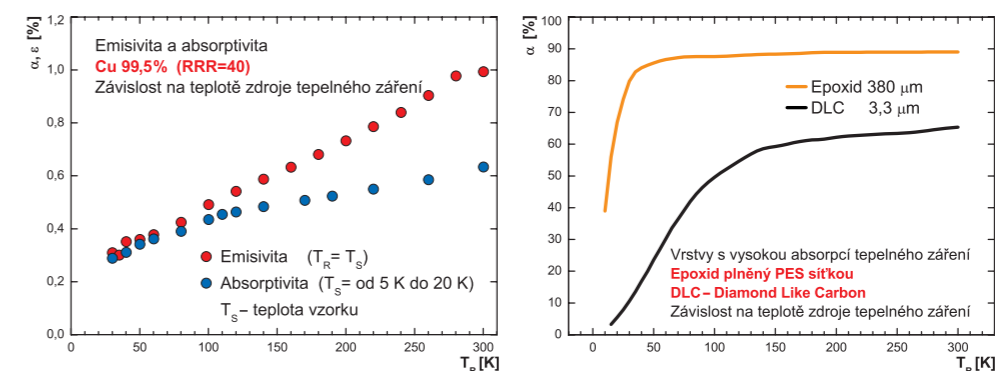 α, ε [%]
1,2
1,0
0,8
0,6
0,4
0,2
0,0
Emisivita a absorptivita
Cu 99,5% (RRR=40)
Závislost na teplotě zdroje tepelného záření
Emisivita (TR= TS)
Absorptivita (TS= od 5 K do 20 K)
TS– teplota vzorku
0 50 100 150 200 250 300
TR [K]
α [%]
100
90
80
70
60
50
40
30
20
10
0
Epoxid 380 μm
DLC 3,3 μm
Vrstvy s vysokou absorpcí tepelného záření
Epoxid plněný PES síťkou
DLC– Diamond Like Carbon
Závislost na teplotě zdroje tepelného záření
0 50 100 150 200 250 300
TR [K]